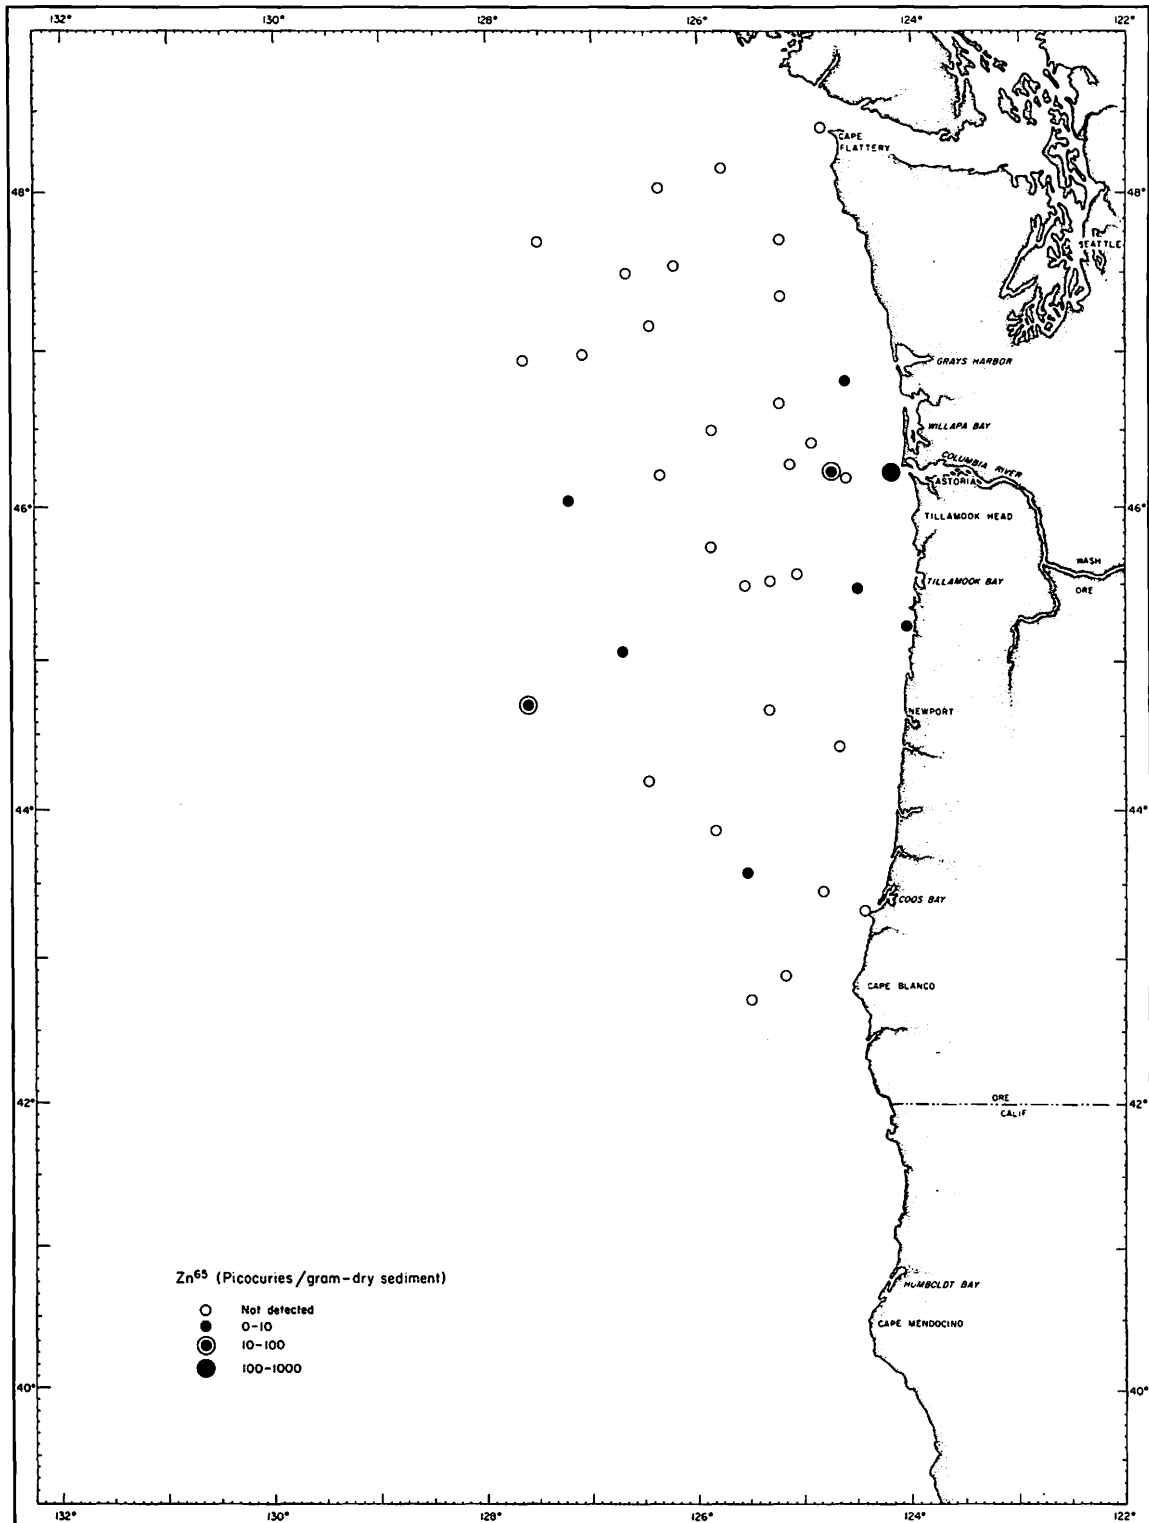 132° 130° 128° 126° 124° 122°
CAPE
FLATTERY
48° 48°
SEATTLE
GRAYS HARBOR
WILLAPA BAY
COLUMBIA RIVER
46° ASTORIA 46°
TILLAMOOK HEAD
WASH
TILLAMOOK BAY
ORE
NEWPORT
44° 44°
COOS BAY
CAPE BLANCO
42° ORE 42°
CALIF
Zn⁶⁵ (Picocuries/gram-dry sediment)
HUMBOLDT BAY
Not detected
CAPE MENDOCINO
0-10
10-100
100-1000
40° 40°
132° 130° 128° 126° 124° 122°